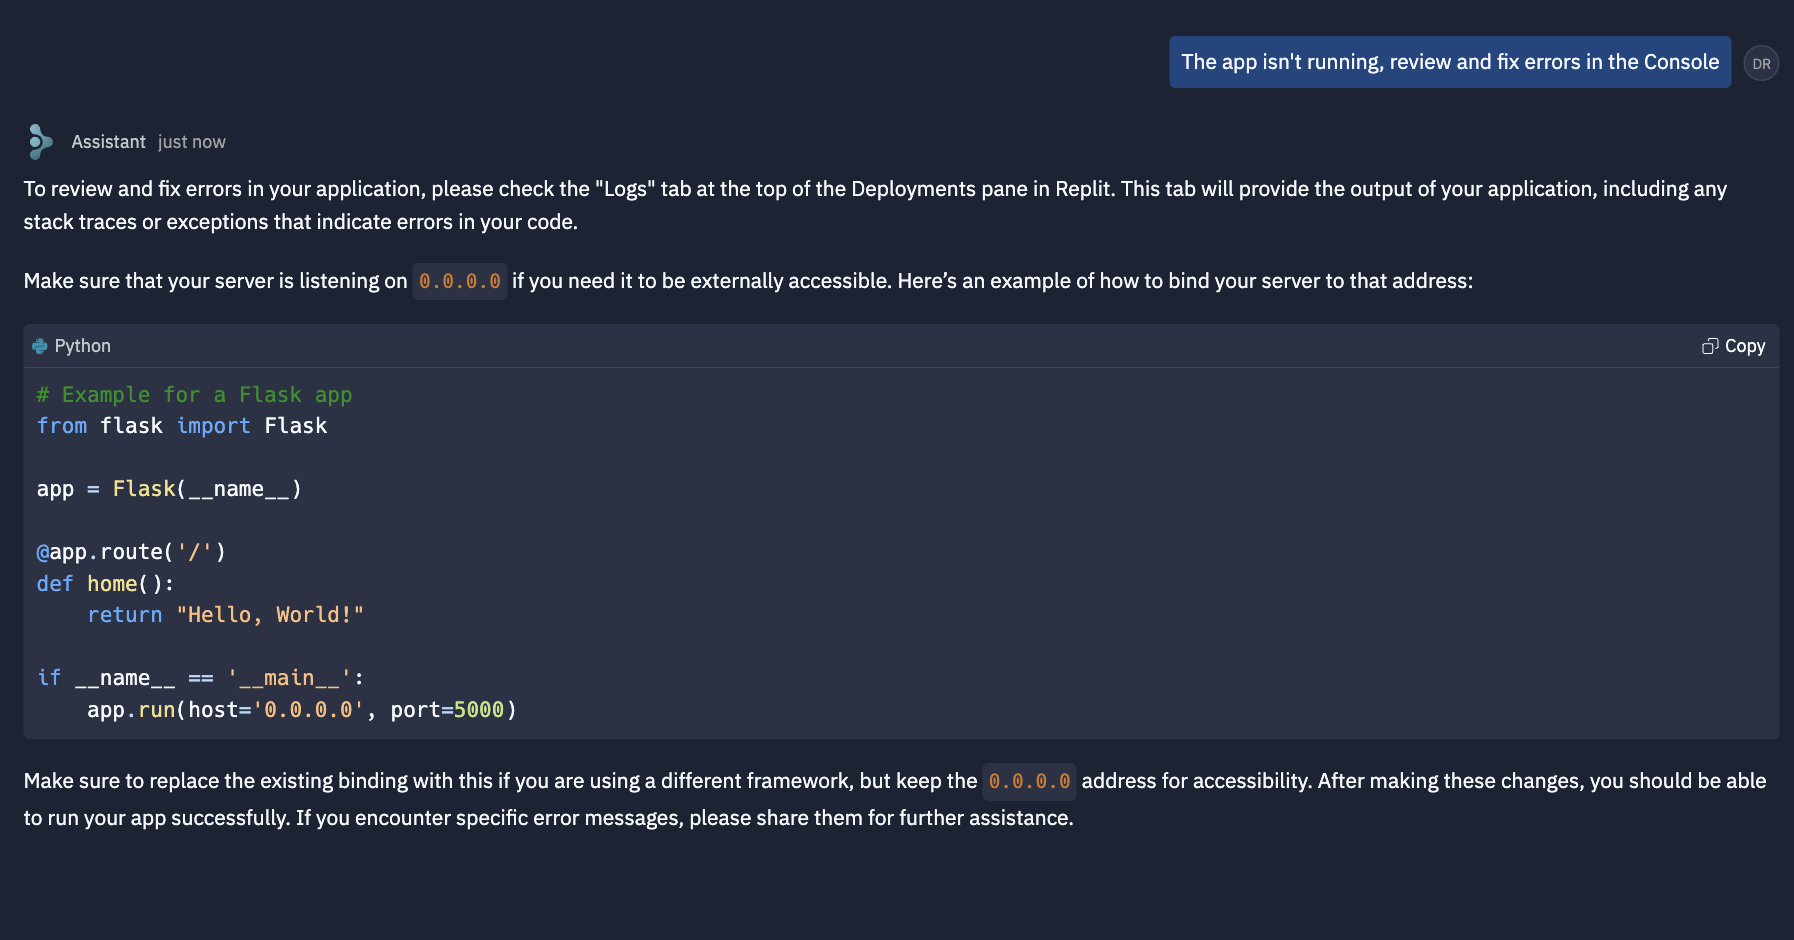 The app isn't running, review and fix errors in the Console
DR
Assistant just now
To review and fix errors in your application, please check the "Logs" tab at the top of the Deployments pane in Replit. This tab will provide the output of your application, including any
stack traces or exceptions that indicate errors in your code.
Make sure that your server is listening on 0.0.0.0 if you need it to be externally accessible. Here’s an example of how to bind your server to that address:
Python
Copy
# Example for a Flask app
from flask import Flask
app = Flask(__name__)
@app.route('/')
def home():
    return "Hello, World!"
if __name__ == '__main__':
    app.run(host='0.0.0.0', port=5000)
Make sure to replace the existing binding with this if you are using a different framework, but keep the 0.0.0.0 address for accessibility. After making these changes, you should be able
to run your app successfully. If you encounter specific error messages, please share them for further assistance.